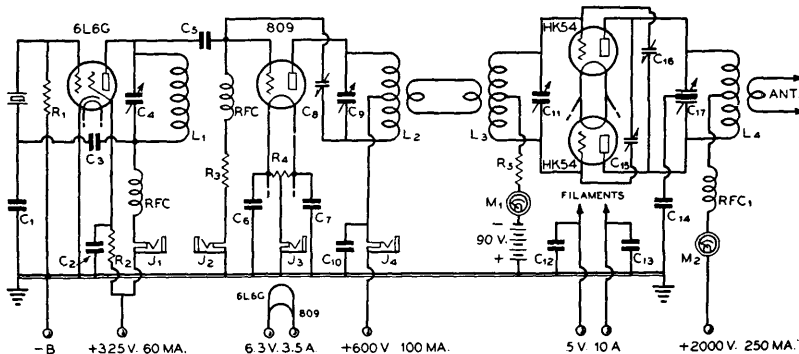 6L6G
C5
809
HK54
C16
R1
C4
L1
RFC
C8
C9
L2
L3
C11
C17
ANT.
L4
C3
R3
R4
HK54
C15
R5
RFC
C1
C6
C7
M1
FILAMENTS
C14
RFC1
C2
R2
J1
J2
J3
C10
J4
–
90 V.
+
C12
C13
M2
6L6G
809
–B
+325 V. 60 MA.
6.3 V. 3.5 A.
+600 V 100 MA.
5 V. 10 A
+2000 V. 250 MA.